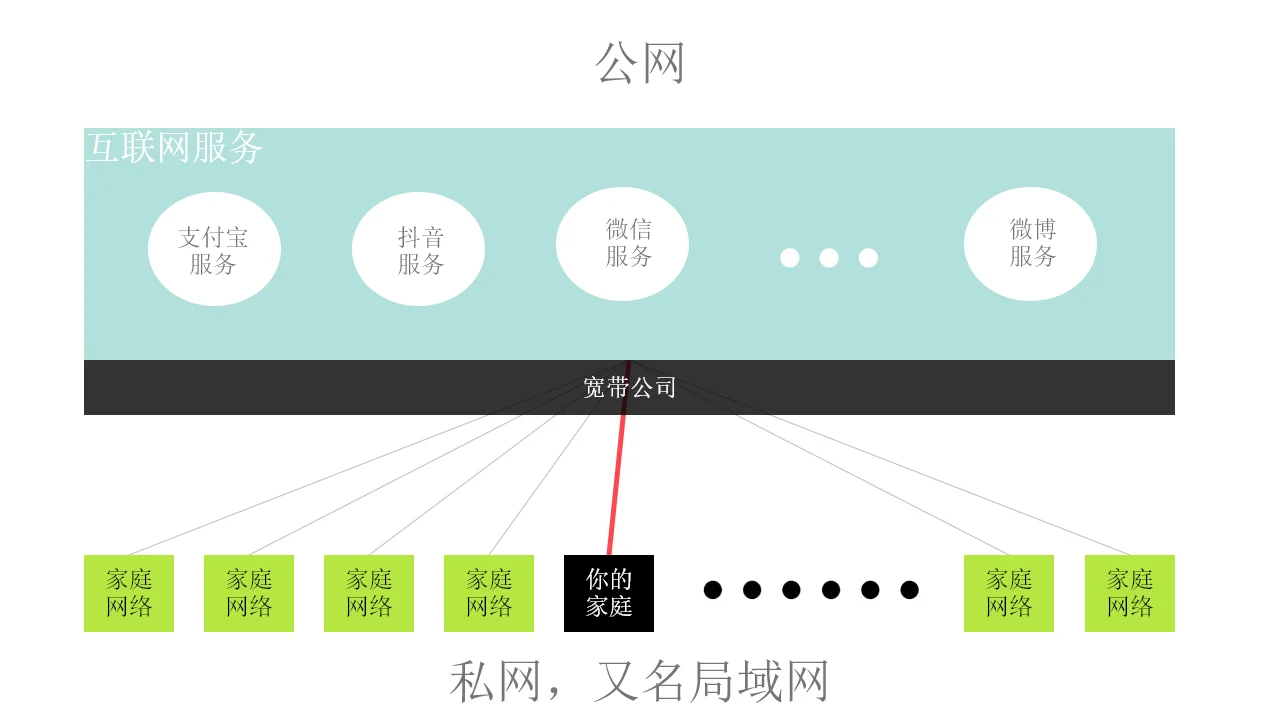 公网
互联网服务
支付宝
服务
抖音
服务
微信
服务
微博
服务
宽带公司
家庭
网络
家庭
网络
家庭
网络
家庭
网络
你的
家庭
家庭
网络
家庭
网络
私网，又名局域网